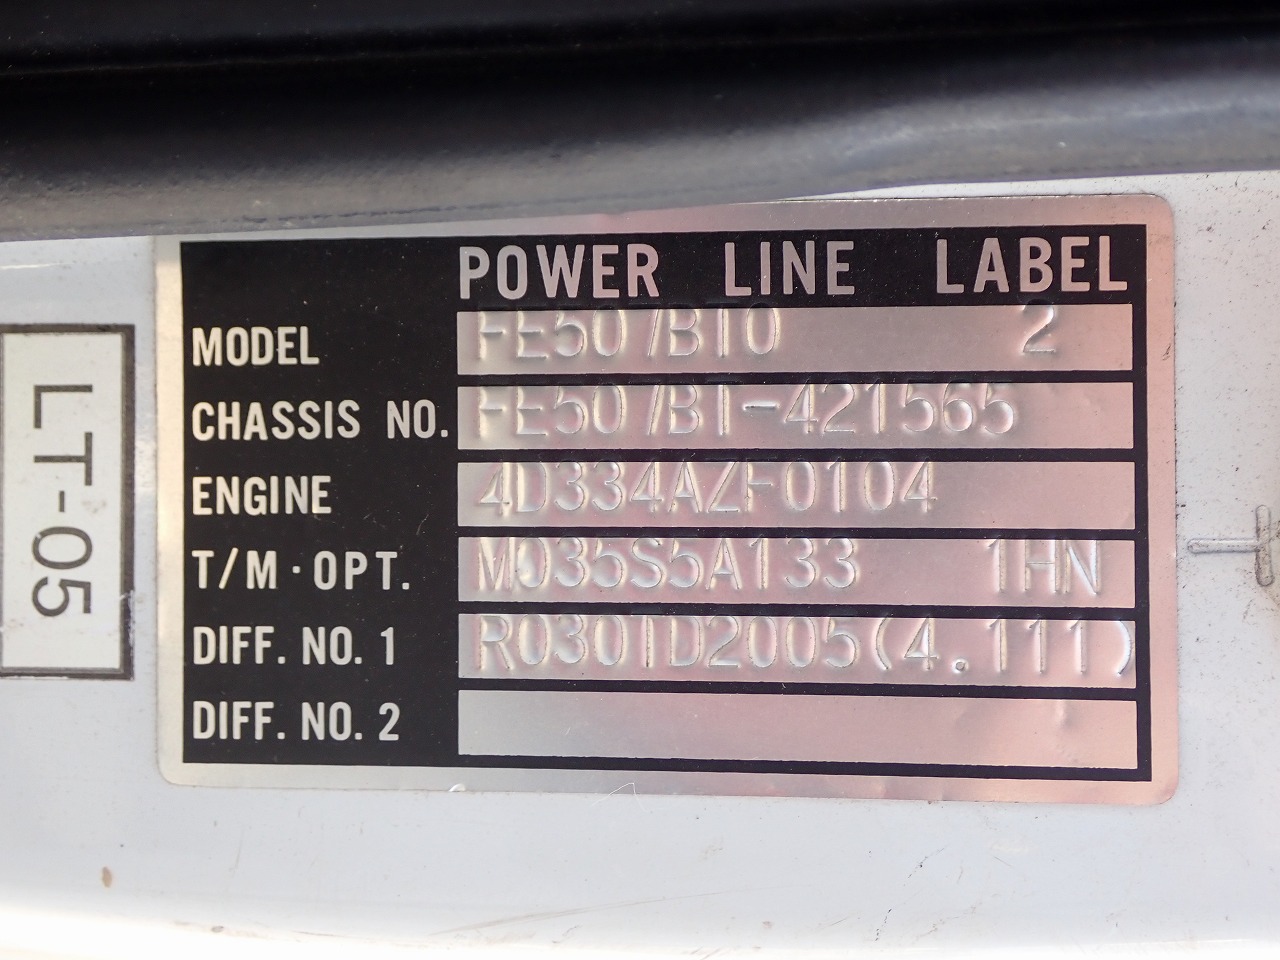 POWER LINE LABEL
MODEL FE507BT0 2
CHASSIS NO. FE507BT-421565
ENGINE 4D334AZF0104
T/M·OPT. M035S5A133 1HN
DIFF. NO. 1 R030TD2005(4.111)
DIFF. NO. 2
LT-05